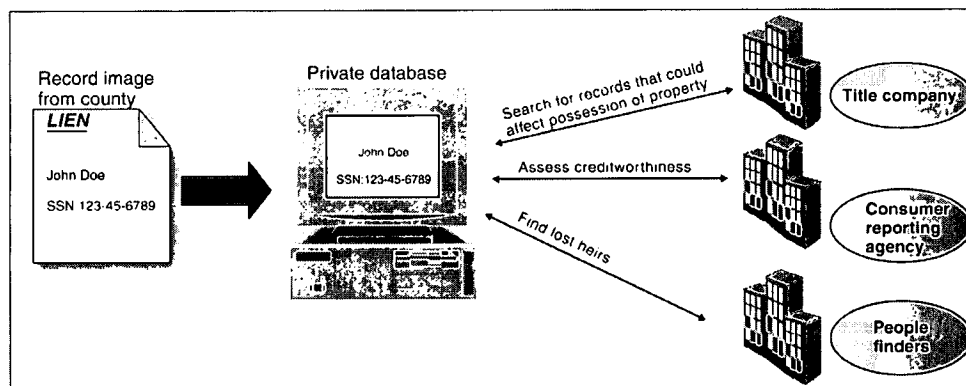 Record image
from county
LIEN
John Doe
SSN 123-45-6789
Private database
John Doe
SSN:123-45-6789
Search for records that could
affect possession of property
Assess creditworthiness
Find lost heirs
Title company
Consumer
reporting
agency
People
finders